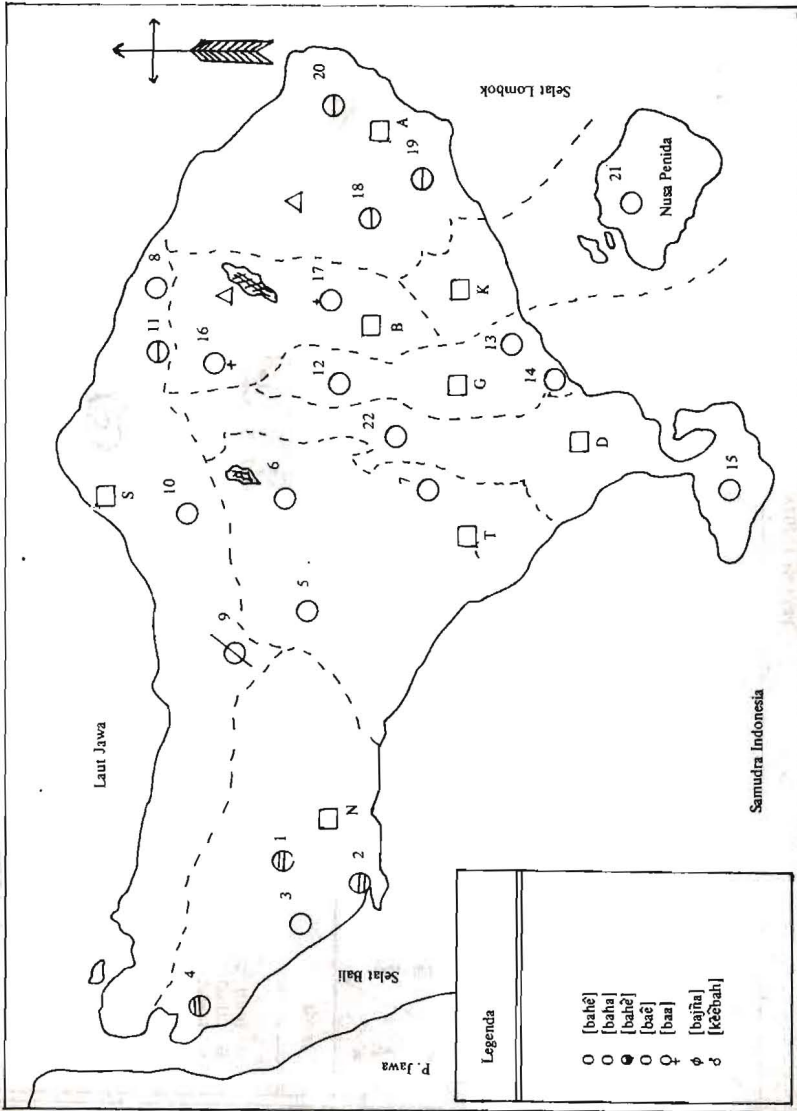 Laut Jawa
S
8
11
10
16
4
9
17
20
6
12
1
5
18
B
A
3
22
N
19
7
2
G
K
T
13
Selat Bali
14
Selat Lombok
D
P. Jawa
21
Nusa Penida
15
Samudra Indonesia
Legenda
[bahê]
[baha]
[bahê]
[baê]
[baa]
[bajña]
[kêêbah]